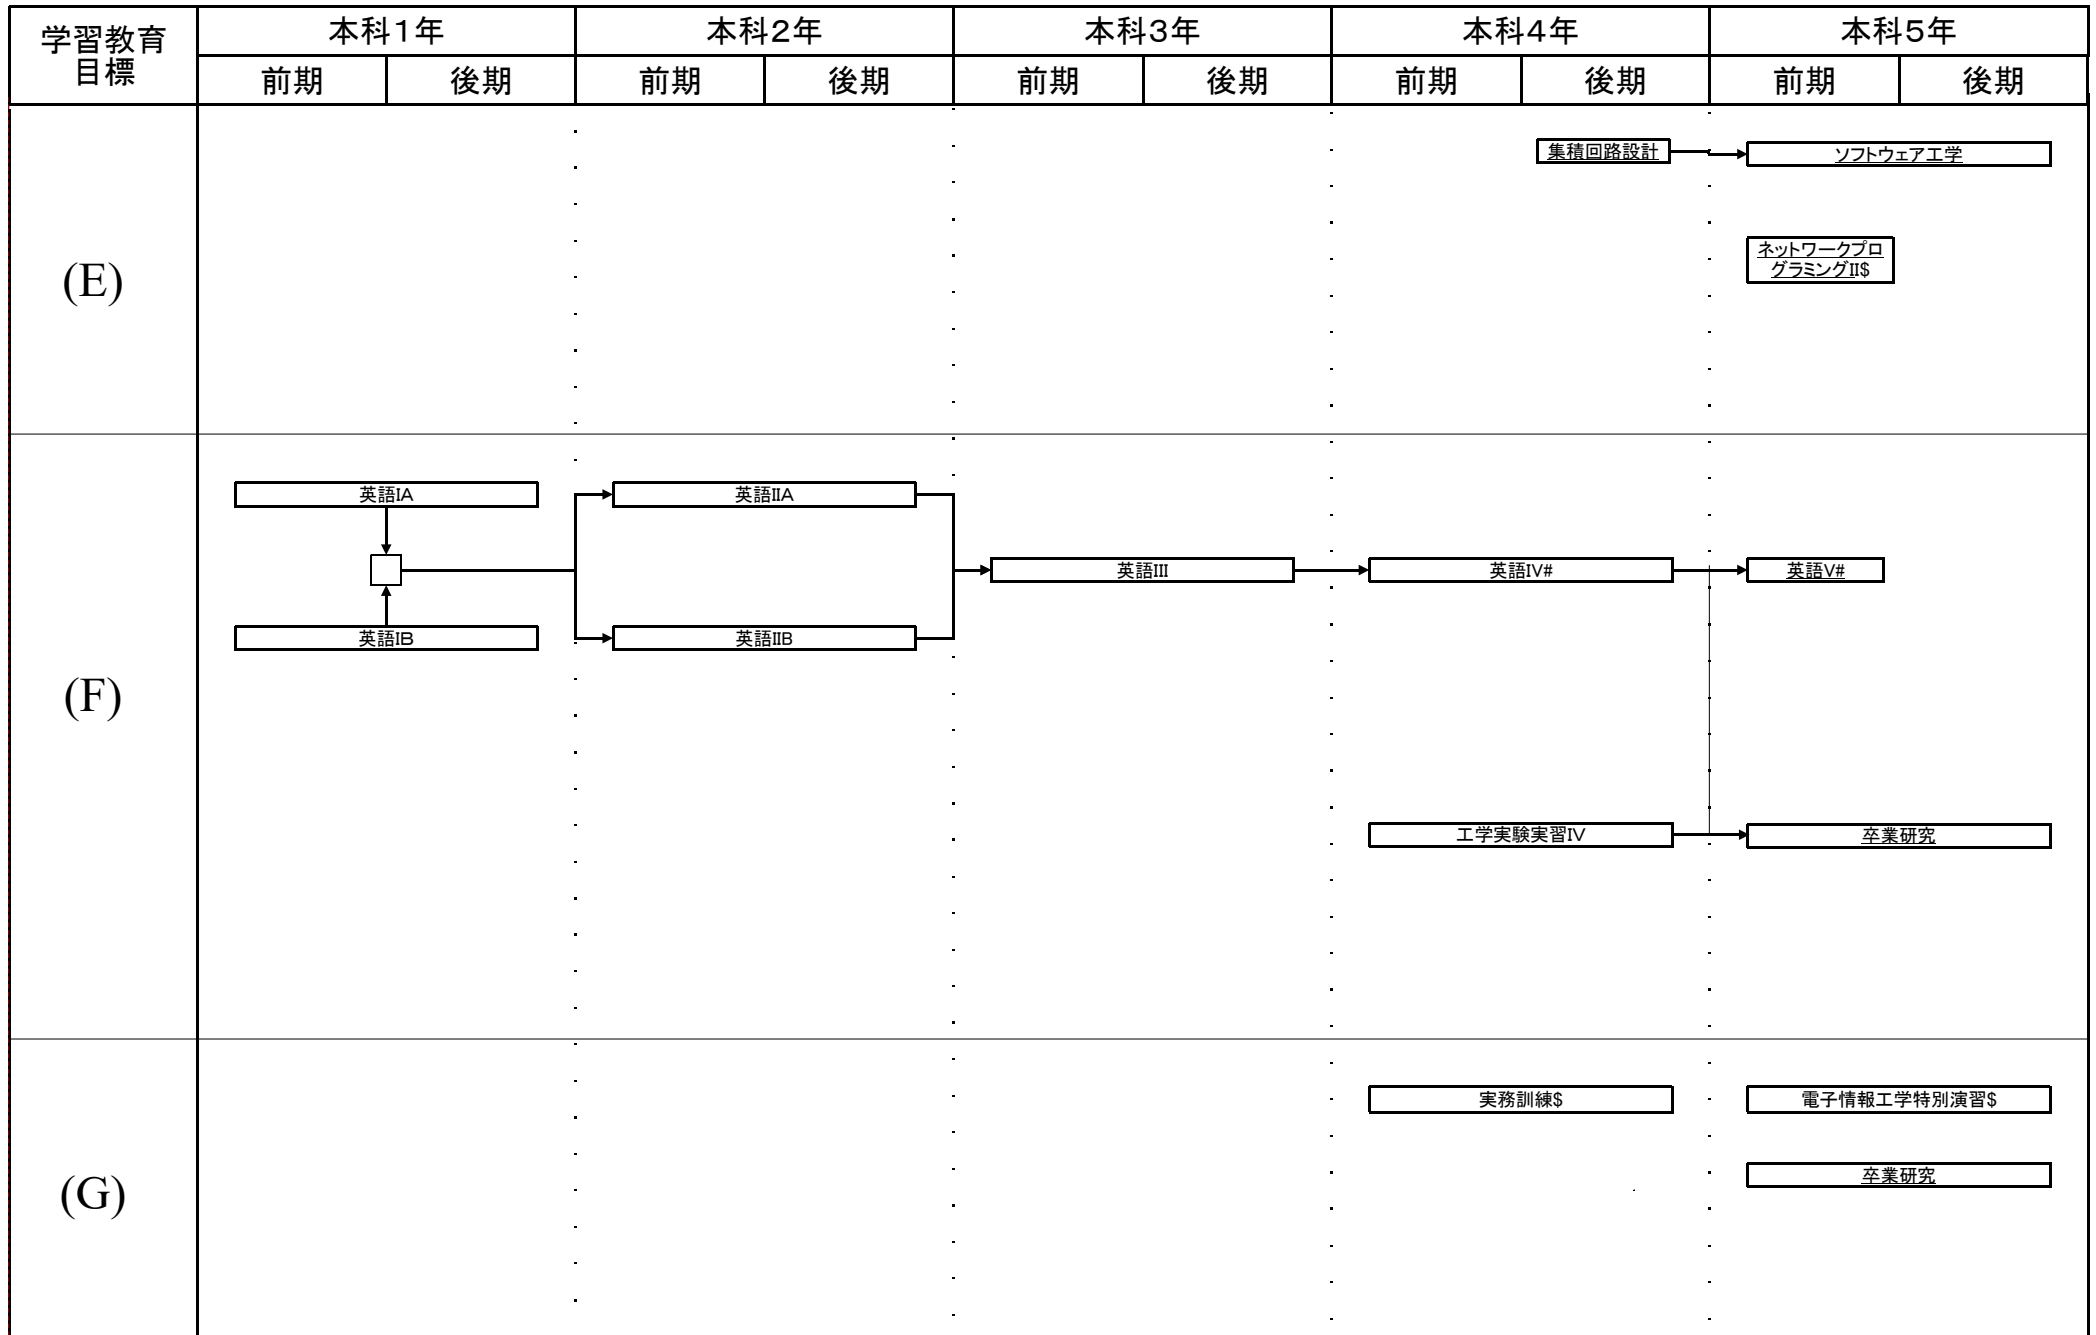 学習教育
目標
本科1年
本科2年
本科3年
本科4年
本科5年
前期
後期
前期
後期
前期
後期
前期
後期
前期
後期
(E)
集積回路設計
ソフトウェア工学
ネットワークプロ
グラミングII$
(F)
英語IA
英語IIA
英語III
英語IV#
英語V#
英語IB
英語IIB
工学実験実習IV
卒業研究
(G)
実務訓練$
電子情報工学特別演習$
卒業研究